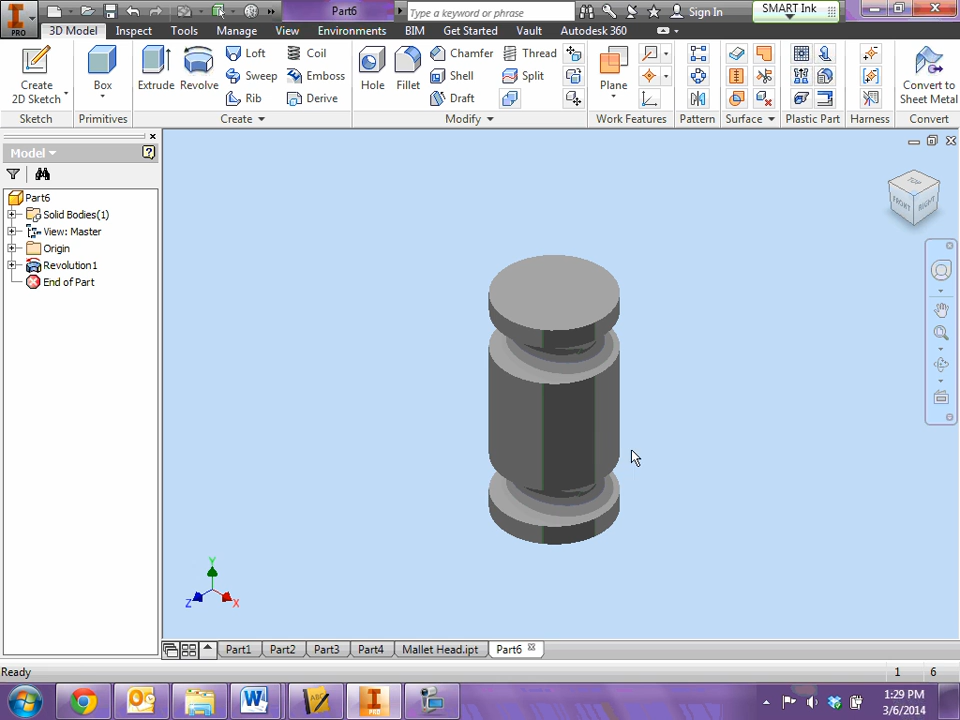 Part6
Type a keyword or phrase
Sign In
SMART Ink
PRO
3D Model
Inspect
Tools
Manage
View
Environments
BIM
Get Started
Vault
Autodesk 360
Create
2D Sketch
Box
Extrude
Revolve
Loft
Sweep
Rib
Coil
Emboss
Derive
Hole
Fillet
Chamfer
Shell
Draft
Thread
Split
Plane
Convert to
Sheet Metal
Sketch
Primitives
Create
Modify
Work Features
Pattern
Surface
Plastic Part
Harness
Convert
Model
Part6
Solid Bodies(1)
View: Master
Origin
Revolution1
End of Part
TOP
FRONT
RIGHT
Y
Z
X
Part1
Part2
Part3
Part4
Mallet Head.ipt
Part6
Ready
1
6
1:29 PM
3/6/2014